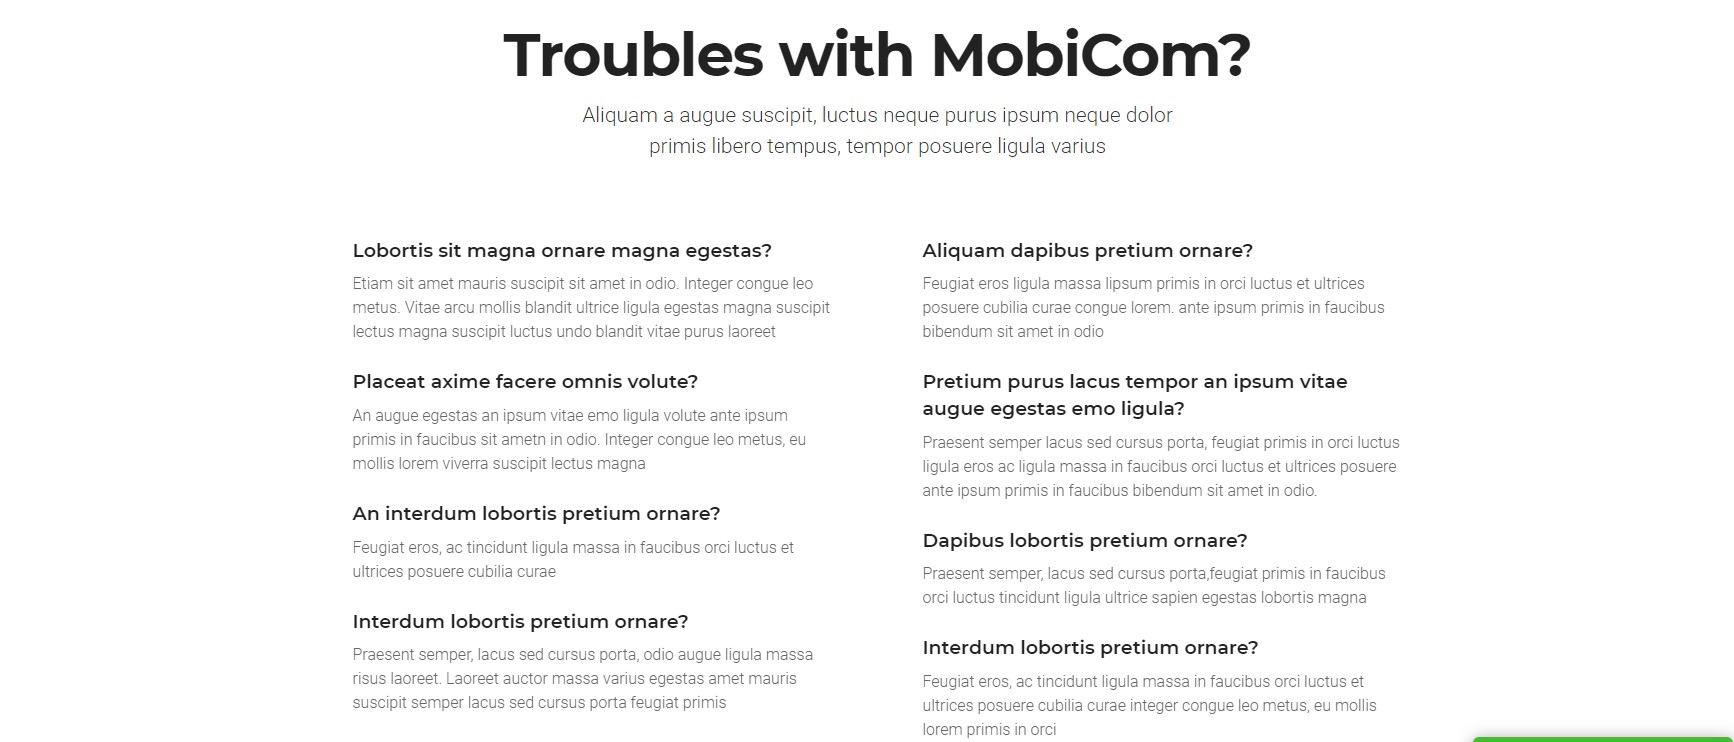 Troubles with MobiCom?
Aliquam a augue suscipit, luctus neque purus ipsum neque dolor
primis libero tempus, tempor posuere ligula varius
Lobortis sit magna ornare magna egestas?
Etiam sit amet mauris suscipit sit amet in odio. Integer congue leo
metus. Vitae arcu mollis blandit ultrice ligula egestas magna suscipit
lectus magna suscipit luctus undo blandit vitae purus laoreet
Placeat axime facere omnis volute?
An augue egestas an ipsum vitae emo ligula volute ante ipsum
primis in faucibus sit ametn in odio. Integer congue leo metus, eu
mollis lorem viverra suscipit lectus magna
An interdum lobortis pretium ornare?
Feugiat eros, ac tincidunt ligula massa in faucibus orci luctus et
ultrices posuere cubilia curae
Interdum lobortis pretium ornare?
Praesent semper, lacus sed cursus porta, odio augue ligula massa
risus laoreet. Laoreet auctor massa varius egestas amet mauris
suscipit semper lacus sed cursus porta feugiat primis
Aliquam dapibus pretium ornare?
Feugiat eros ligula massa lipsum primis in orci luctus et ultrices
posuere cubilia curae congue lorem. ante ipsum primis in faucibus
bibendum sit amet in odio
Pretium purus lacus tempor an ipsum vitae
augue egestas emo ligula?
Praesent semper lacus sed cursus porta, feugiat primis in orci luctus
ligula eros ac ligula massa in faucibus orci luctus et ultrices posuere
ante ipsum primis in faucibus bibendum sit amet in odio.
Dapibus lobortis pretium ornare?
Praesent semper, lacus sed cursus porta,feugiat primis in faucibus
orci luctus tincidunt ligula ultrice sapien egestas lobortis magna
Interdum lobortis pretium ornare?
Feugiat eros, ac tincidunt ligula massa in faucibus orci luctus et
ultrices posuere cubilia curae integer congue leo metus, eu mollis
lorem primis in orci